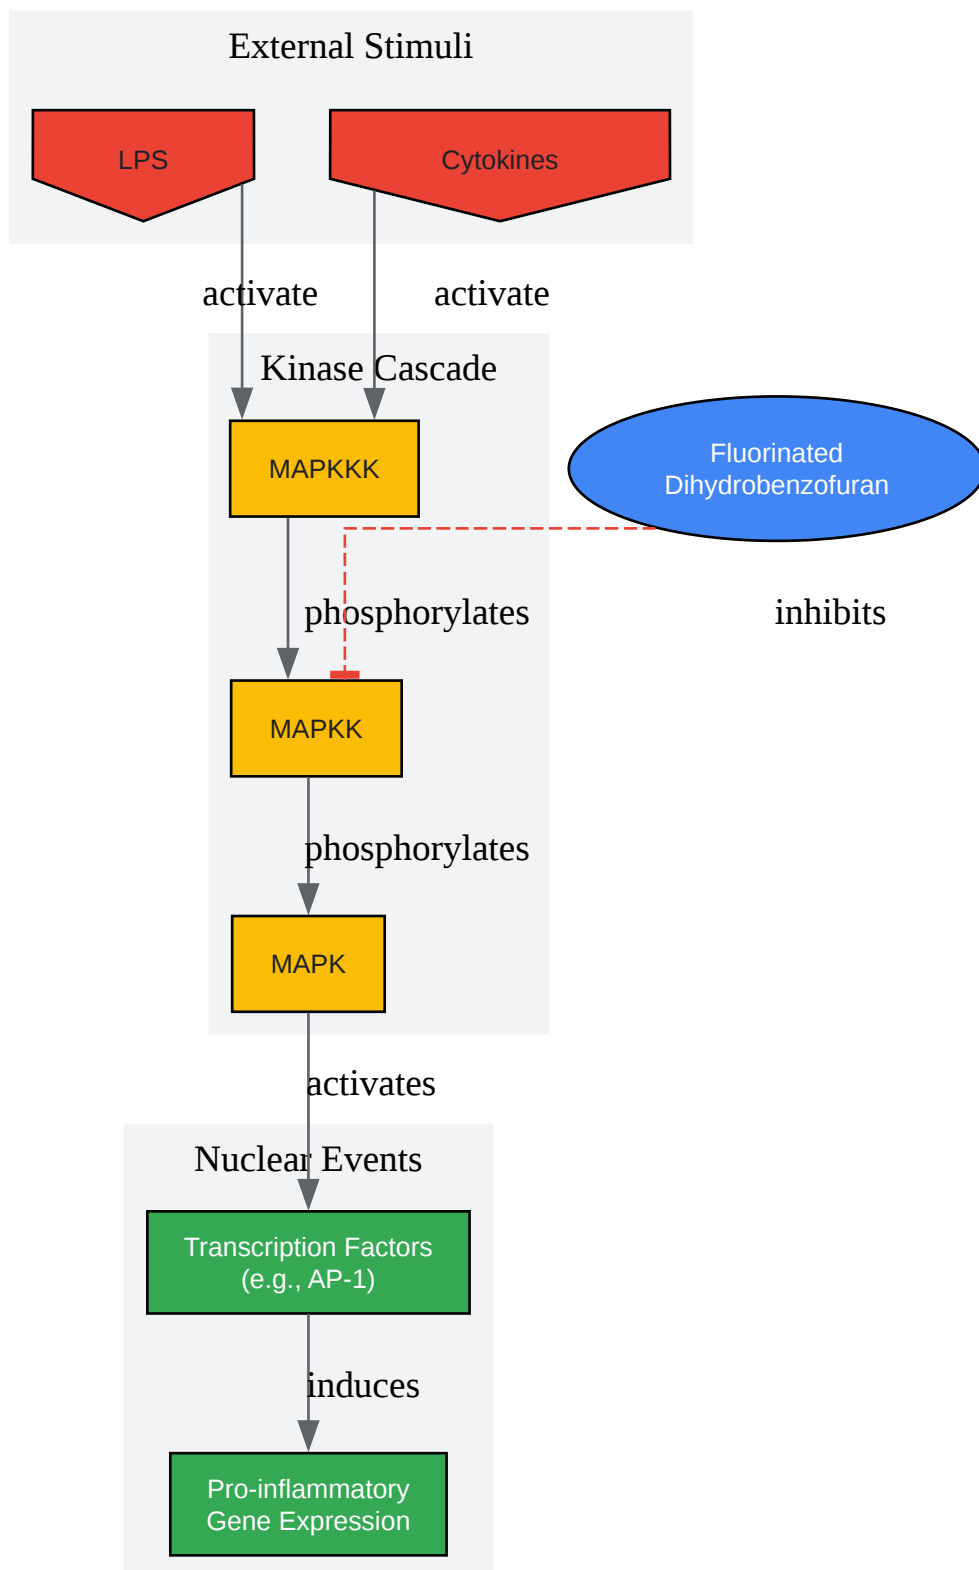 External Stimuli
LPS
Cytokines
activate
activate
Kinase Cascade
MAPKKK
Fluorinated
Dihydrobenzofuran
phosphorylates
inhibits
MAPKK
phosphorylates
MAPK
activates
Nuclear Events
Transcription Factors
(e.g., AP-1)
induces
Pro-inflammatory
Gene Expression